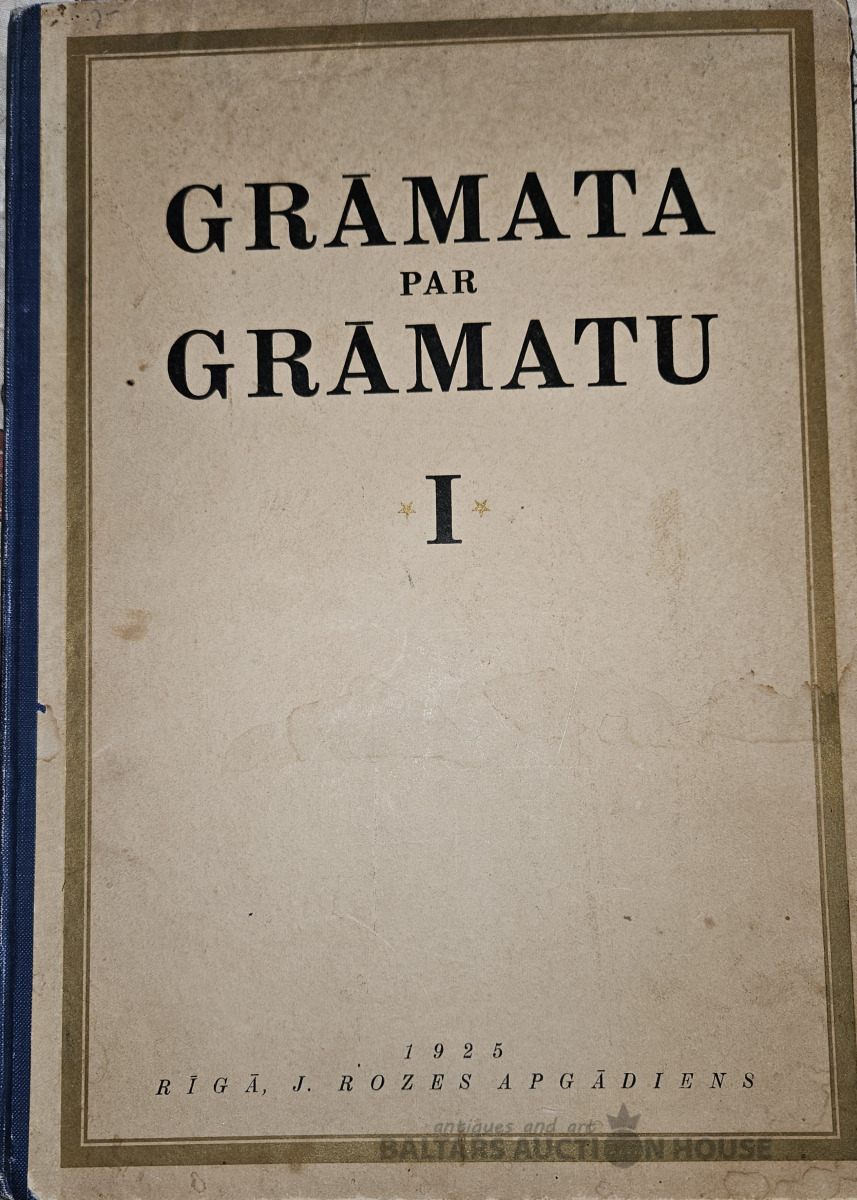 GRĀMATA
PAR
GRĀMATU
I
1925
RĪGĀ, J. ROZES APGĀDIENS
antiques and art
BALTARS AUCTION HOUSE